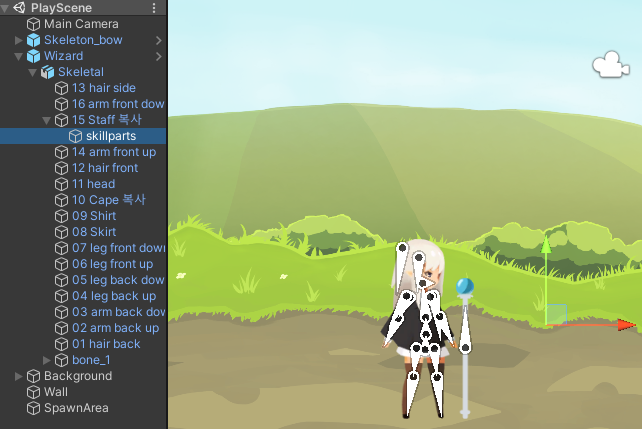 PlayScene
Main Camera
Skeleton_bow
Wizard
Skeletal
13 hair side
16 arm front dow
15 Staff 복사
skillparts
14 arm front up
12 hair front
11 head
10 Cape 복사
09 Shirt
08 Skirt
07 leg front down
06 leg front up
05 leg back down
04 leg back up
03 arm back down
02 arm back up
01 hair back
bone_1
Background
Wall
SpawnArea